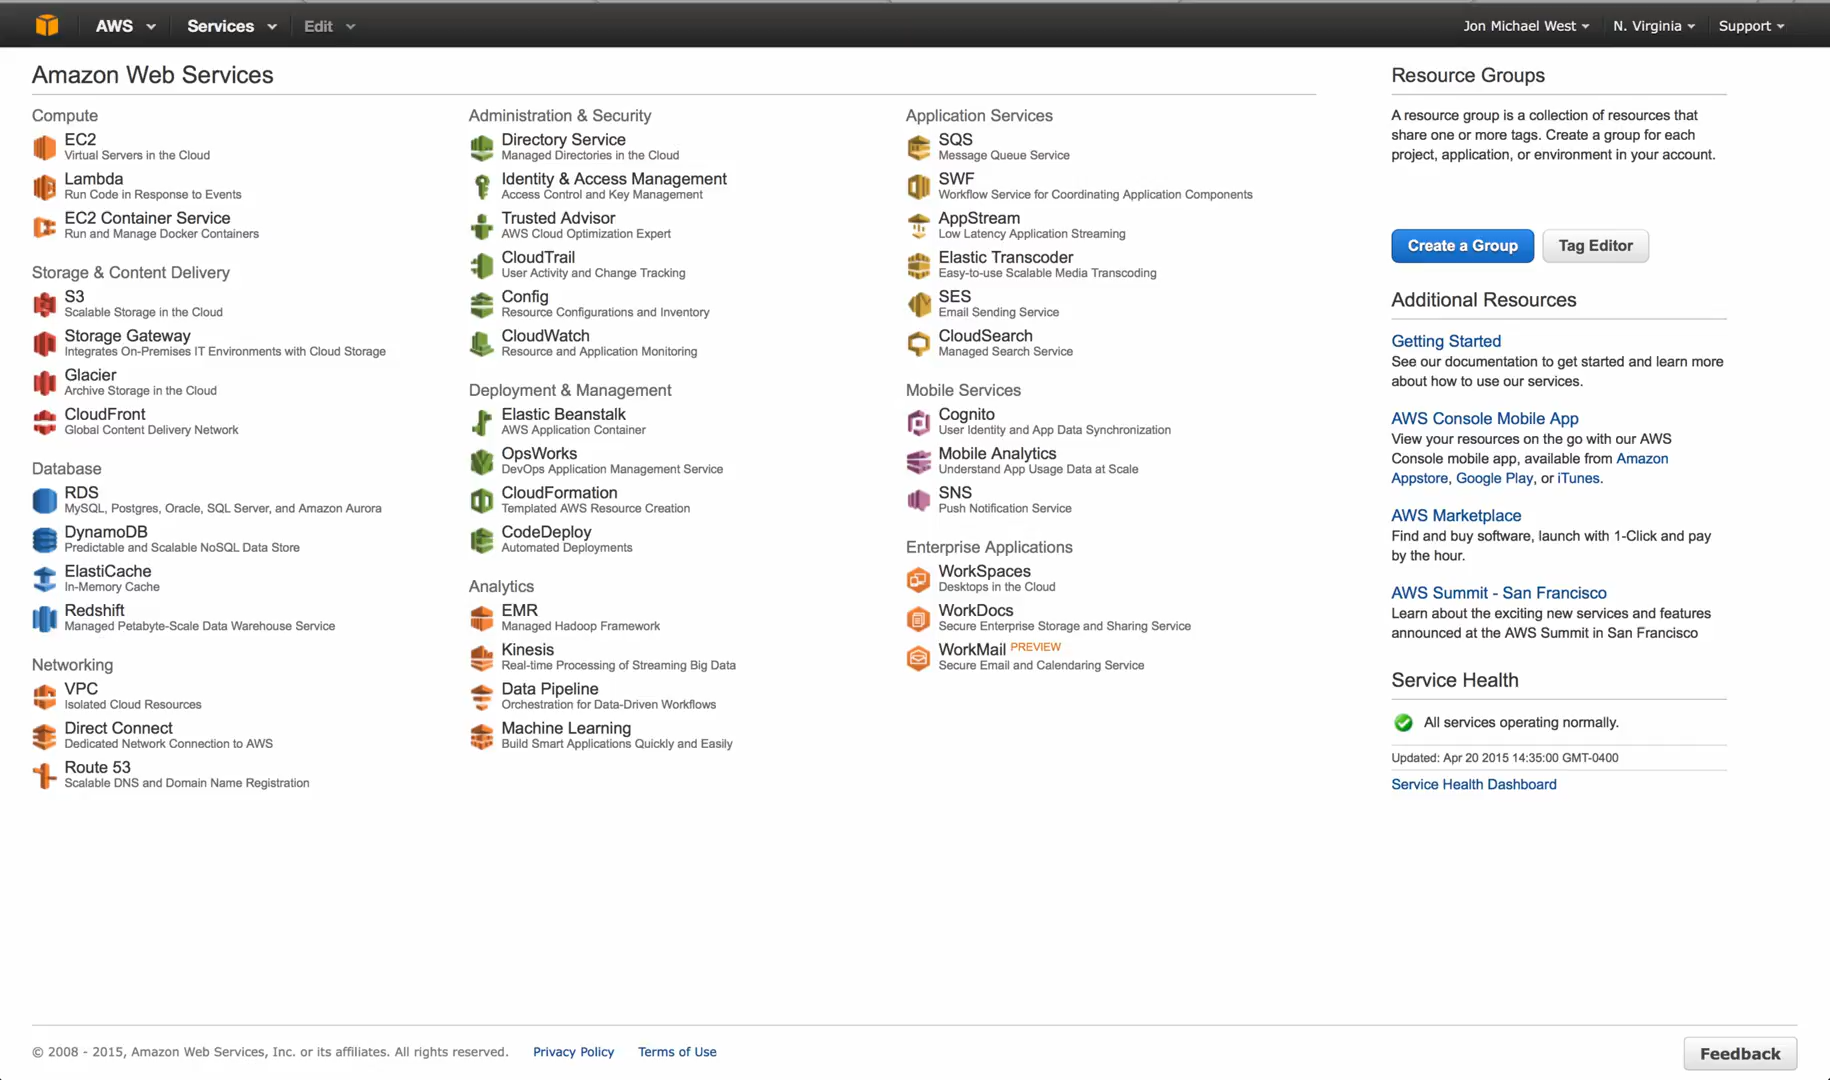 AWS
Services
Edit
Jon Michael West
N. Virginia
Support
Amazon Web Services
Compute
EC2
Virtual Servers in the Cloud
Lambda
Run Code in Response to Events
EC2 Container Service
Run and Manage Docker Containers
Storage & Content Delivery
S3
Scalable Storage in the Cloud
Storage Gateway
Integrates On-Premises IT Environments with Cloud Storage
Glacier
Archive Storage in the Cloud
CloudFront
Global Content Delivery Network
Database
RDS
MySQL, Postgres, Oracle, SQL Server, and Amazon Aurora
DynamoDB
Predictable and Scalable NoSQL Data Store
ElastiCache
In-Memory Cache
Redshift
Managed Petabyte-Scale Data Warehouse Service
Networking
VPC
Isolated Cloud Resources
Direct Connect
Dedicated Network Connection to AWS
Route 53
Scalable DNS and Domain Name Registration
Administration & Security
Directory Service
Managed Directories in the Cloud
Identity & Access Management
Access Control and Key Management
Trusted Advisor
AWS Cloud Optimization Expert
CloudTrail
User Activity and Change Tracking
Config
Resource Configurations and Inventory
CloudWatch
Resource and Application Monitoring
Deployment & Management
Elastic Beanstalk
AWS Application Container
OpsWorks
DevOps Application Management Service
CloudFormation
Templated AWS Resource Creation
CodeDeploy
Automated Deployments
Analytics
EMR
Managed Hadoop Framework
Kinesis
Real-time Processing of Streaming Big Data
Data Pipeline
Orchestration for Data-Driven Workflows
Machine Learning
Build Smart Applications Quickly and Easily
Application Services
SQS
Message Queue Service
SWF
Workflow Service for Coordinating Application Components
AppStream
Low Latency Application Streaming
Elastic Transcoder
Easy-to-use Scalable Media Transcoding
SES
Email Sending Service
CloudSearch
Managed Search Service
Mobile Services
Cognito
User Identity and App Data Synchronization
Mobile Analytics
Understand App Usage Data at Scale
SNS
Push Notification Service
Enterprise Applications
WorkSpaces
Desktops in the Cloud
WorkDocs
Secure Enterprise Storage and Sharing Service
WorkMail PREVIEW
Secure Email and Calendaring Service
Resource Groups
A resource group is a collection of resources that
share one or more tags. Create a group for each
project, application, or environment in your account.
Create a Group
Tag Editor
Additional Resources
Getting Started
See our documentation to get started and learn more
about how to use our services.
AWS Console Mobile App
View your resources on the go with our AWS
Console mobile app, available from Amazon
Appstore, Google Play, or iTunes.
AWS Marketplace
Find and buy software, launch with 1-Click and pay
by the hour.
AWS Summit - San Francisco
Learn about the exciting new services and features
announced at the AWS Summit in San Francisco
Service Health
All services operating normally.
Updated: Apr 20 2015 14:35:00 GMT-0400
Service Health Dashboard
© 2008 - 2015, Amazon Web Services, Inc. or its affiliates. All rights reserved.
Privacy Policy
Terms of Use
Feedback